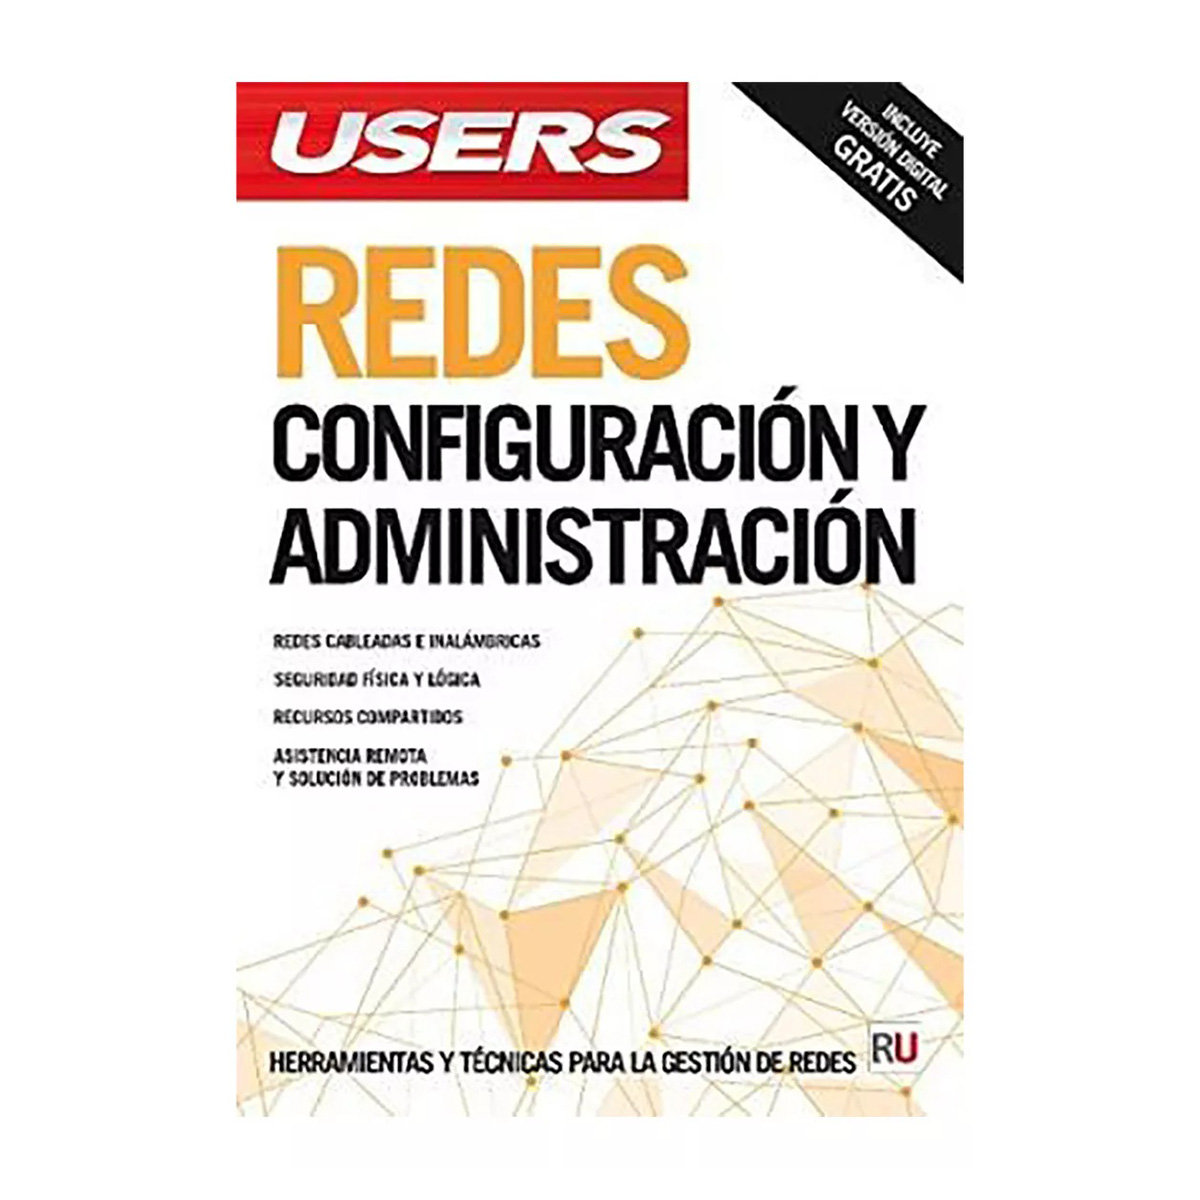 USERS
INCLUYE
VERSIÓN DIGITAL
GRATIS
REDES
CONFIGURACIÓN Y
ADMINISTRACIÓN
REDES CABLEADAS E INALÁMBRICAS
SEGURIDAD FÍSICA Y LÓGICA
RECURSOS COMPARTIDOS
ASISTENCIA REMOTA
Y SOLUCIÓN DE PROBLEMAS
HERRAMIENTAS Y TÉCNICAS PARA LA GESTIÓN DE REDES
RU